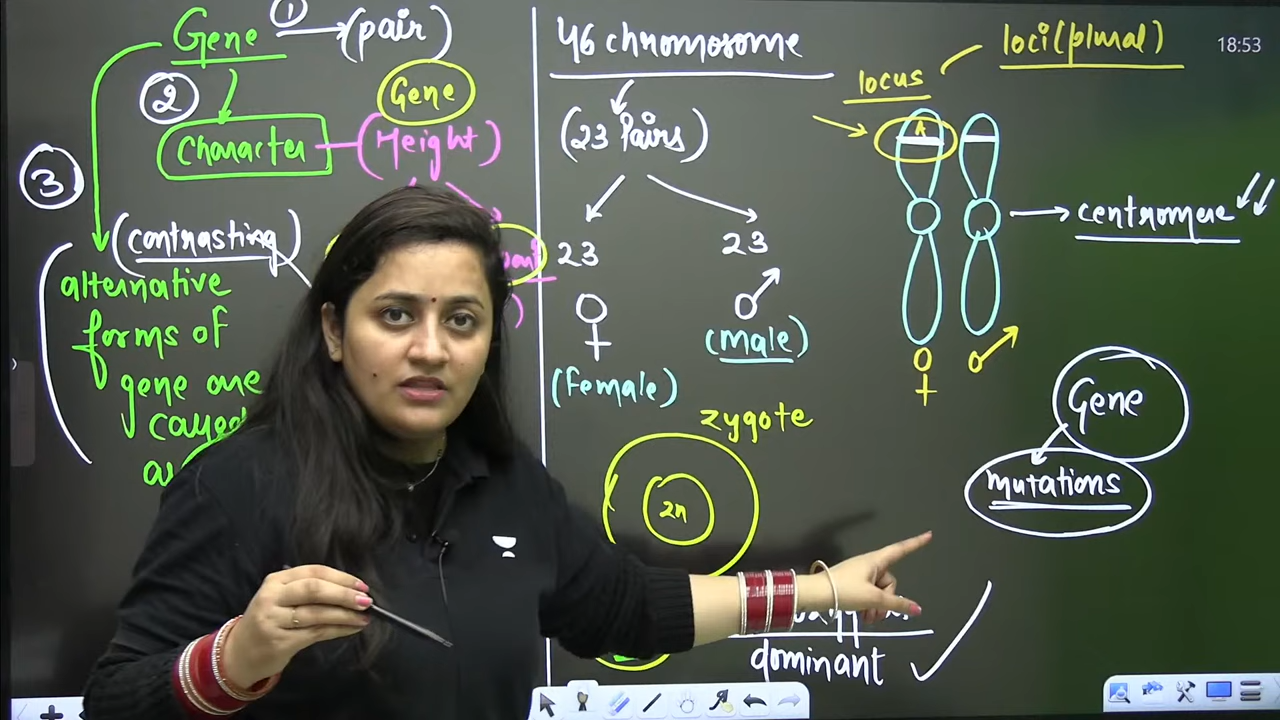 Gene
1
(pair)
2
Gene
Character
(Height)
3
(contrasting)
alternative
forms of
gene are
called
46 chromosome
(23 Pairs)
23
23
(Female)
(male)
zygote
2n
dominant
locus
loci(plural)
18:53
A
centromere
Gene
mutations